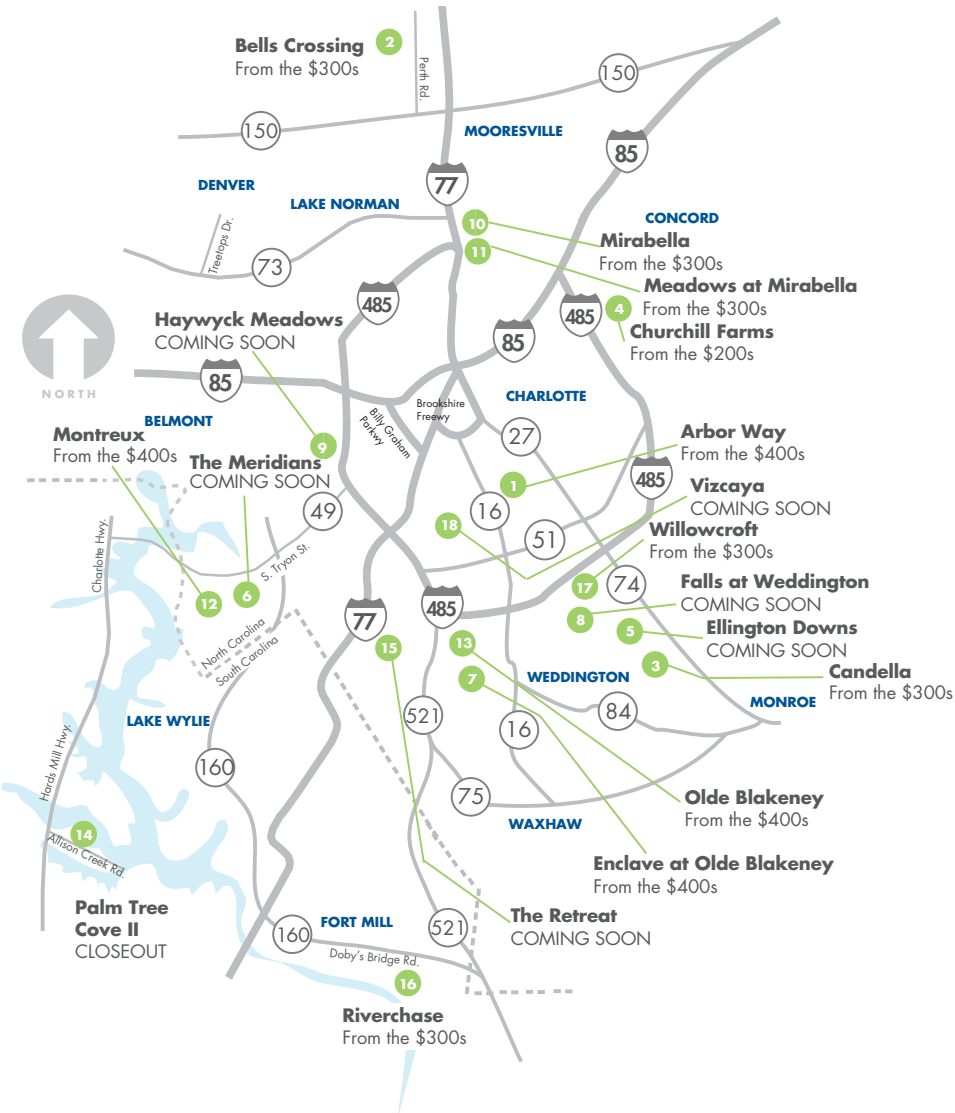 Bells Crossing
From the $300s
2
Perth Rd.
150
150
MOORESVILLE
85
77
DENVER
LAKE NORMAN
Treetops Dr.
73
10
11
CONCORD
Mirabella
From the $300s
Meadows at Mirabella
From the $300s
4
Churchill Farms
From the $200s
485
485
85
NORTH
Haywyck Meadows
COMING SOON
85
Brookshire
Freewy
CHARLOTTE
Billy Graham
Parkwy
27
BELMONT
Montreux
From the $400s
The Meridians
COMING SOON
9
49
Arbor Way
From the $400s
1
485
Vizcaya
COMING SOON
16
18
51
Willowcroft
From the $300s
Charlotte Hwy.
S. Tryon St.
12
6
17
74
Falls at Weddington
COMING SOON
8
77
485
5
Ellington Downs
COMING SOON
North Carolina
South Carolina
15
13
3
Candella
From the $300s
7
WEDDINGTON
MONROE
LAKE WYLIE
521
16
84
Hards Mill Hwy.
160
75
WAXHAW
Olde Blakeney
From the $400s
14
Allison Creek Rd.
Enclave at Olde Blakeney
From the $400s
Palm Tree
Cove II
CLOSEOUT
FORT MILL
160
521
The Retreat
COMING SOON
Doby's Bridge Rd.
16
Riverchase
From the $300s